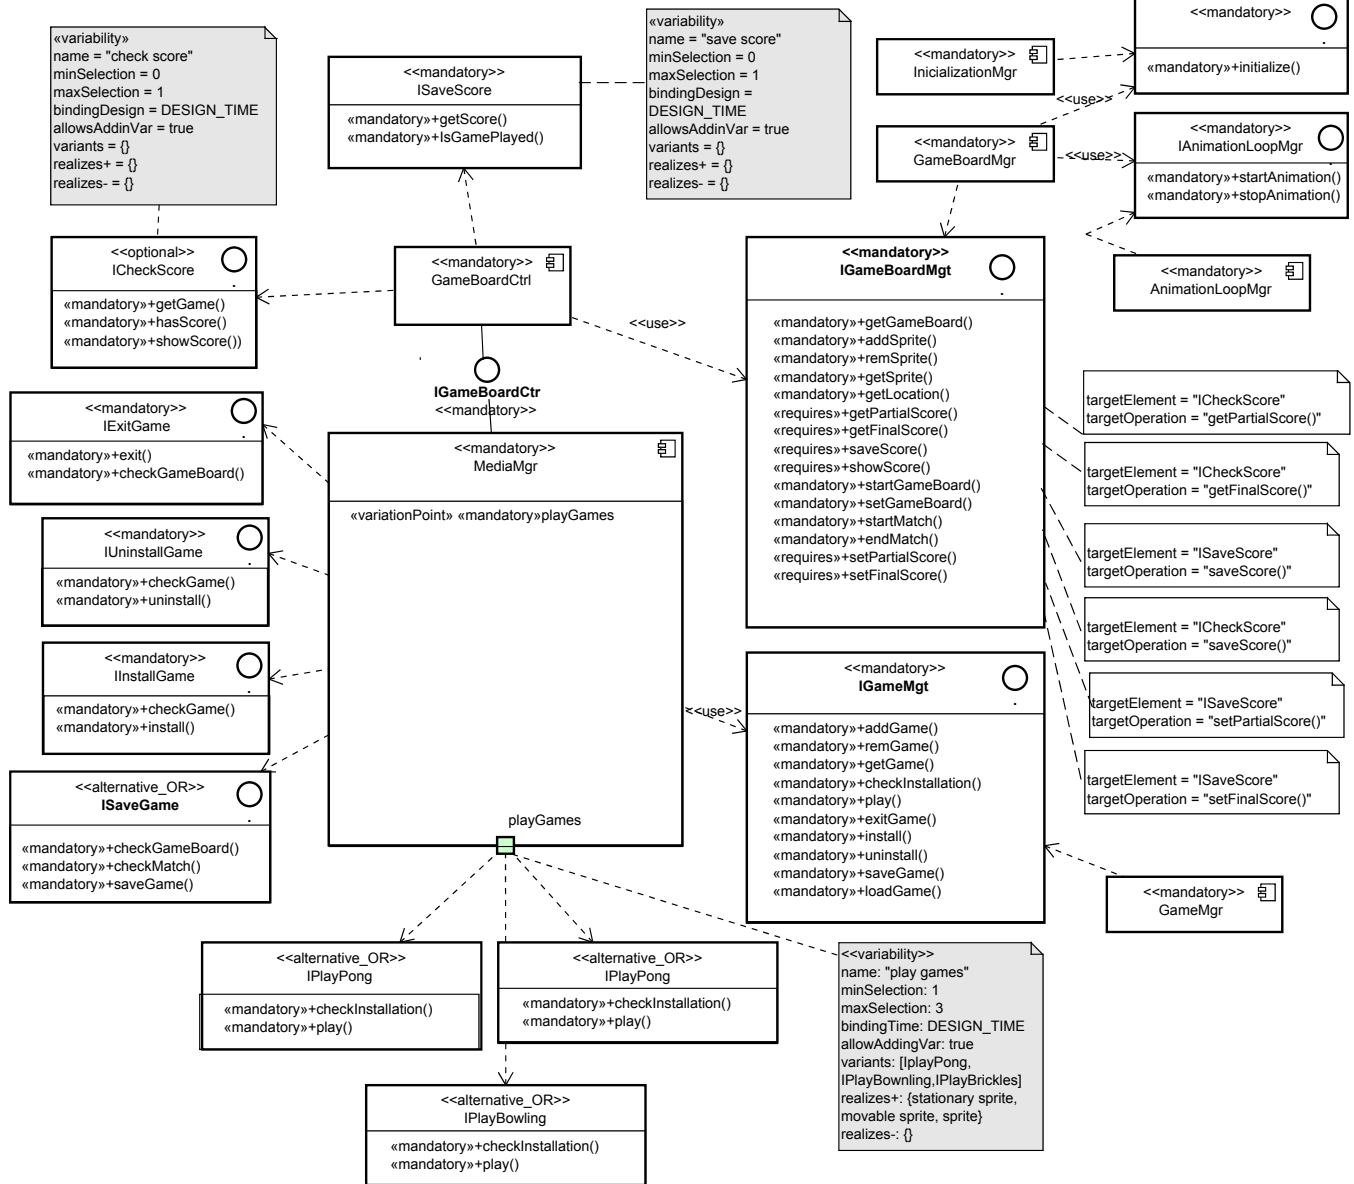 «variability»
name = "check score"
minSelection = 0
maxSelection = 1
bindingDesign = DESIGN_TIME
allowsAddinVar = true
variants = {}
realizes+ = {}
realizes- = {}
<<mandatory>>
ISaveScore
«mandatory»+getScore()
«mandatory»+IsGamePlayed()
«variability»
name = "save score"
minSelection = 0
maxSelection = 1
bindingDesign =
DESIGN_TIME
allowsAddinVar = true
variants = {}
realizes+ = {}
realizes- = {}
<<mandatory>>
InicializationMgr
<<mandatory>>
«mandatory»+initialize()
<<use>>
<<mandatory>>
GameBoardMgr
<<use>>
<<mandatory>>
IAnimationLoopMgr
«mandatory»+startAnimation()
«mandatory»+stopAnimation()
<<mandatory>>
AnimationLoopMgr
<<optional>>
ICheckScore
«mandatory»+getGame()
«mandatory»+hasScore()
«mandatory»+showScore())
<<mandatory>>
GameBoardCtrl
<<use>>
IGameBoardCtr
<<mandatory>>
<<mandatory>>
IGameBoardMgt
«mandatory»+getGameBoard()
«mandatory»+addSprite()
«mandatory»+remSprite()
«mandatory»+getSprite()
«mandatory»+getLocation()
«requires»+getPartialScore()
«requires»+getFinalScore()
«requires»+saveScore()
«requires»+showScore()
«mandatory»+startGameBoard()
«mandatory»+setGameBoard()
«mandatory»+startMatch()
«mandatory»+endMatch()
«requires»+setPartialScore()
«requires»+setFinalScore()
targetElement = "ICheckScore"
targetOperation = "getPartialScore()"
targetElement = "ICheckScore"
targetOperation = "getFinalScore()"
targetElement = "ISaveScore"
targetOperation = "saveScore()"
targetElement = "ICheckScore"
targetOperation = "saveScore()"
targetElement = "ISaveScore"
targetOperation = "setPartialScore()"
targetElement = "ISaveScore"
targetOperation = "setFinalScore()"
<<mandatory>>
IExitGame
«mandatory»+exit()
«mandatory»+checkGameBoard()
<<mandatory>>
IUninstallGame
«mandatory»+checkGame()
«mandatory»+uninstall()
<<mandatory>>
IInstallGame
«mandatory»+checkGame()
«mandatory»+install()
<<alternative_OR>>
ISaveGame
«mandatory»+checkGameBoard()
«mandatory»+checkMatch()
«mandatory»+saveGame()
<<mandatory>>
MediaMgr
«variationPoint» «mandatory»playGames
playGames
<<use>>
<<mandatory>>
IGameMgt
«mandatory»+addGame()
«mandatory»+remGame()
«mandatory»+getGame()
«mandatory»+checkInstallation()
«mandatory»+play()
«mandatory»+exitGame()
«mandatory»+install()
«mandatory»+uninstall()
«mandatory»+saveGame()
«mandatory»+loadGame()
<<mandatory>>
GameMgr
<<alternative_OR>>
IPlayPong
«mandatory»+checkInstallation()
«mandatory»+play()
<<alternative_OR>>
IPlayPong
«mandatory»+checkInstallation()
«mandatory»+play()
<<alternative_OR>>
IPlayBowling
«mandatory»+checkInstallation()
«mandatory»+play()
<<variability>>
name: "play games"
minSelection: 1
maxSelection: 3
bindingTime: DESIGN_TIME
allowAddingVar: true
variants: [IplayPong,
IPlayBownling,IPlayBrickles]
realizes+: {stationary sprite,
movable sprite, sprite}
realizes-: {}